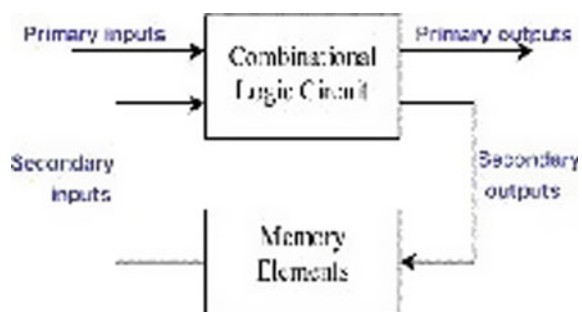 Primary inputs
Combinational
Logic Circuit
Primary outputs
Secondary
inputs
Secondary
outputs
Memory
Elements